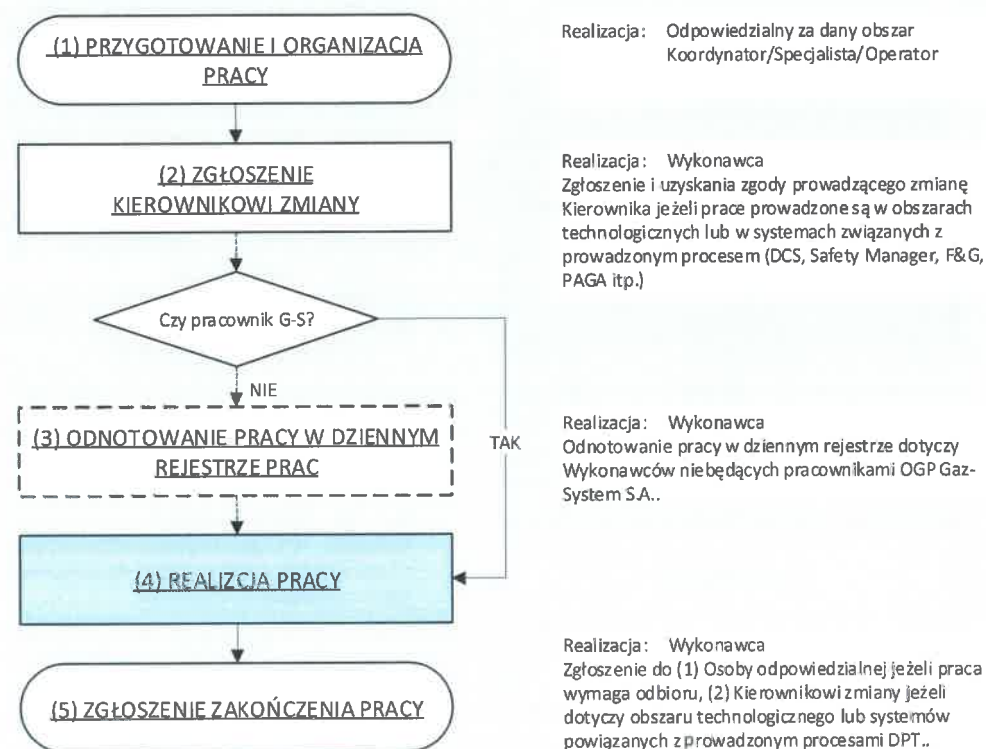 (1) PRZYGOTOWANIE I ORGANIZACJA
PRACY
Realizacja: Odpowiedzialny za dany obszar
Koordynator/Specjalista/Operator
(2) ZGŁOSZENIE
KIEROWNIKOWI ZMIANY
Realizacja: Wykonawca
Zgłoszenie i uzyskania zgody prowadzącego zmianę
Kierownika jeżeli prace prowadzone są w obszarach
technologicznych lub w systemach związanych z
prowadzonym procesem (DCS, Safety Manager, F&G,
PAGA itp.)
Czy pracownik G-S?
NIE
TAK
(3) ODNOTOWANIE PRACY W DZIENNYM
REJESTRZE PRAC
Realizacja: Wykonawca
Odnotowanie pracy w dziennym rejestrze dotyczy
Wykonawców niebędących pracownikami OGP Gaz-
System S.A..
(4) REALIZCJA PRACY
(5) ZGŁOSZENIE ZAKOŃCZENIA PRACY
Realizacja: Wykonawca
Zgłoszenie do (1) Osoby odpowiedzialnej jeżeli praca
wymaga odbioru, (2) Kierownikowi zmiany jeżeli
dotyczy obszaru technologicznego lub systemów
powiązanych z prowadzonym procesami DPT..